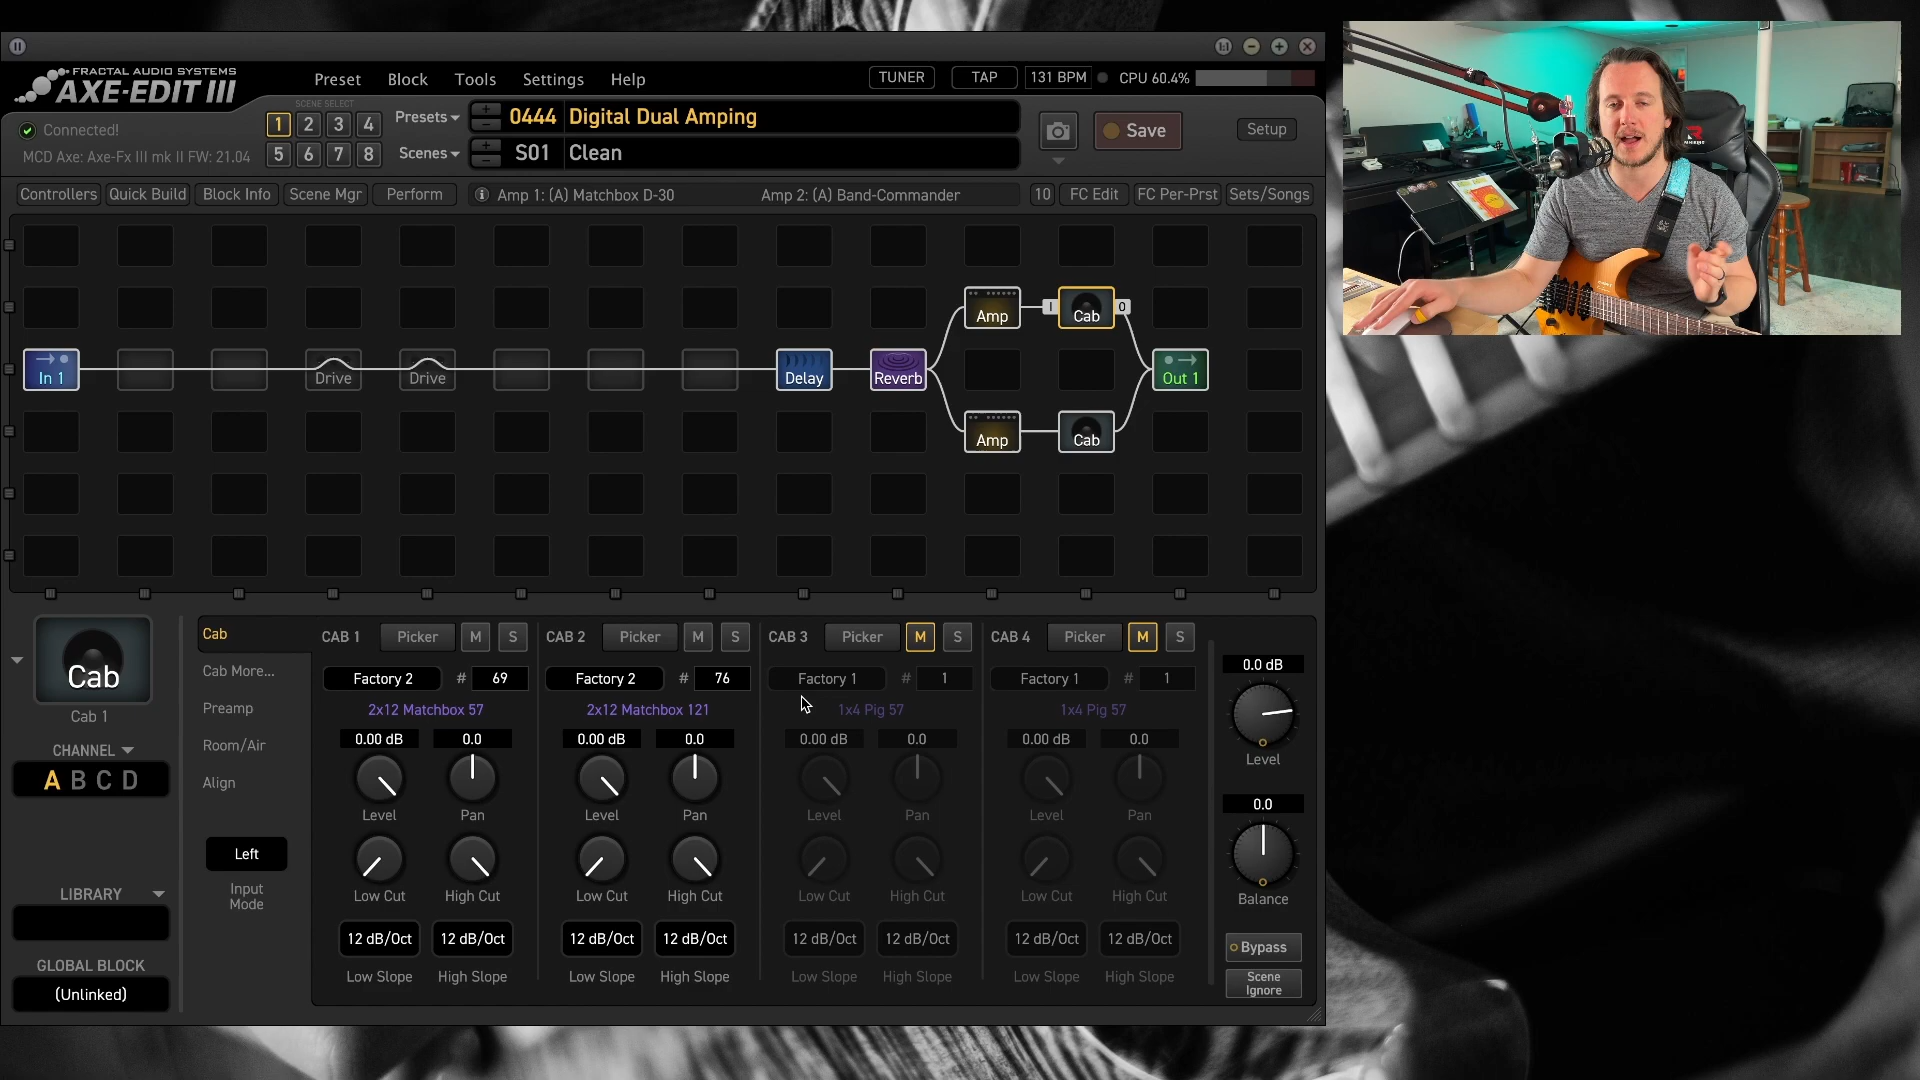 FRACTAL AUDIO SYSTEMS
AXE-EDIT III
Preset Block Tools Settings Help
TUNER TAP 131 BPM CPU 60.4%
Connected!
MCD Axe: Axe-Fx III mk II FW: 21.04
SCENE SELECT
1 2 3 4
5 6 7 8
Presets 0444 Digital Dual Amping
Scenes S01 Clean
Save
Setup
Controllers Quick Build Block Info Scene Mgr Perform Amp 1: (A) Matchbox D-30 Amp 2: (A) Band-Commander 10 FC Edit FC Per-Prst Sets/Songs
Amp I Cab O
In 1 Drive Drive Delay Reverb Out 1
Amp Cab
Cab
Cab 1
CHANNEL
A B C D
LIBRARY
GLOBAL BLOCK
(Unlinked)
Cab
Cab More...
Preamp
Room/Air
Align
Left
Input
Mode
CAB 1 Picker M S
Factory 2 # 69
2x12 Matchbox 57
0.00 dB 0.0
Level Pan
Low Cut High Cut
12 dB/Oct 12 dB/Oct
Low Slope High Slope
CAB 2 Picker M S
Factory 2 # 76
2x12 Matchbox 121
0.00 dB 0.0
Level Pan
Low Cut High Cut
12 dB/Oct 12 dB/Oct
Low Slope High Slope
CAB 3 Picker M S
Factory 1 # 1
1x4 Pig 57
0.00 dB 0.0
Level Pan
Low Cut High Cut
12 dB/Oct 12 dB/Oct
Low Slope High Slope
CAB 4 Picker M S
Factory 1 # 1
1x4 Pig 57
0.00 dB 0.0
Level Pan
Low Cut High Cut
12 dB/Oct 12 dB/Oct
Low Slope High Slope
0.0 dB
Level
0.0
Balance
Bypass
Scene
Ignore